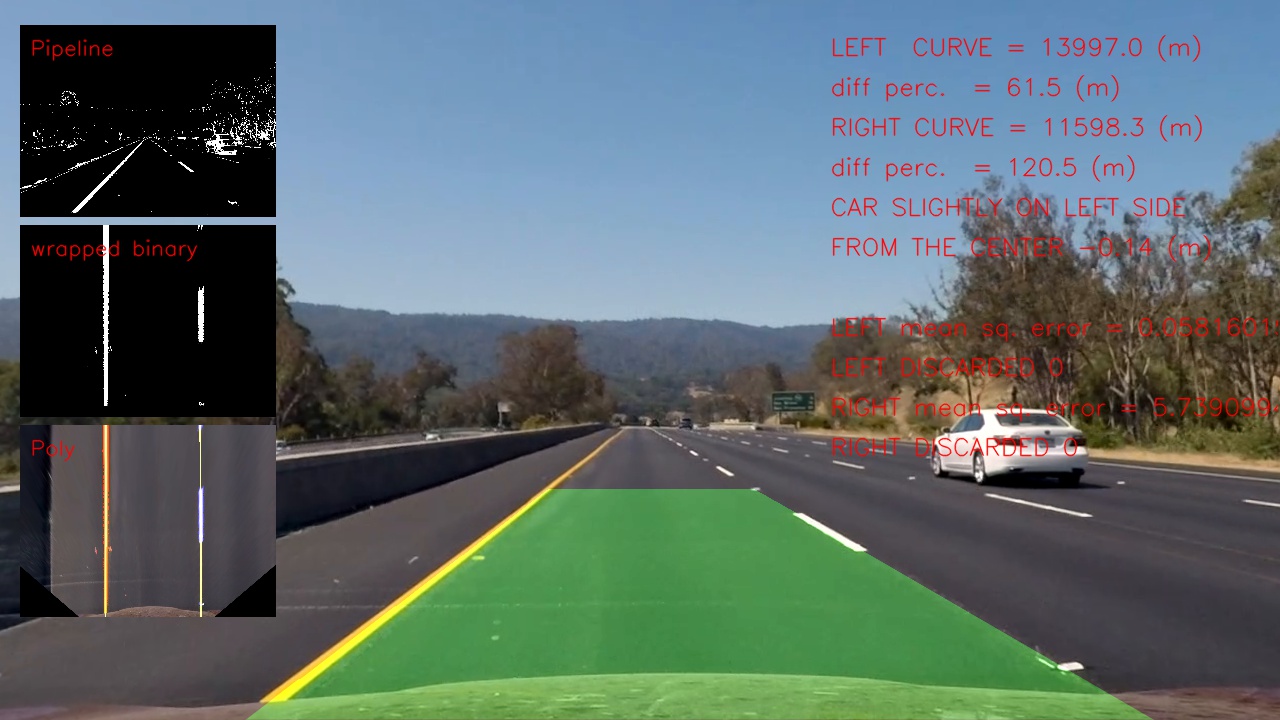 Pipeline
wrapped binary
Poly
LEFT CURVE = 13997.0 (m)
diff perc. = 61.5 (m)
RIGHT CURVE = 11598.3 (m)
diff perc. = 120.5 (m)
CAR SLIGHTLY ON LEFT SIDE
FROM THE CENTER -0.14 (m)
LEFT mean sq. error = 0.0581601
LEFT DISCARDED 0
RIGHT mean sq. error = 5.739099
RIGHT DISCARDED 0